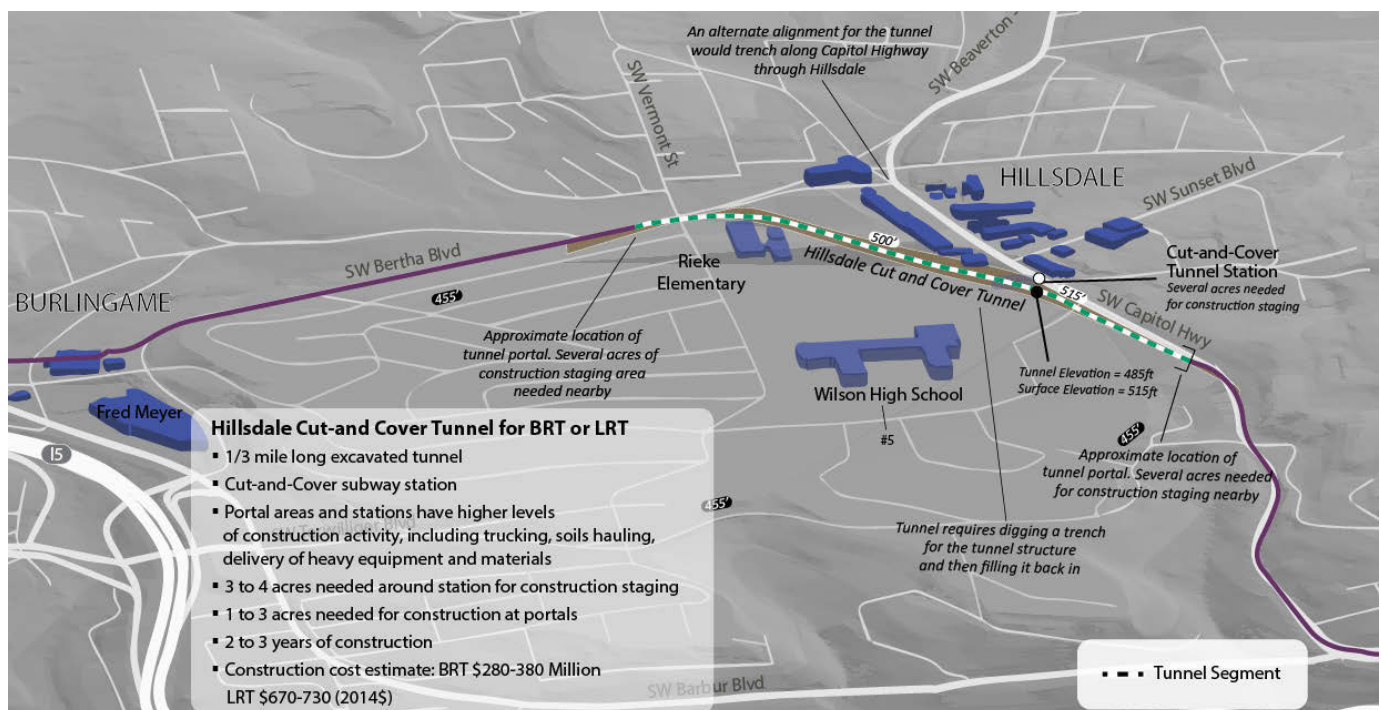 An alternate alignment for the tunnel
would trench along Capitol Highway
through Hillsdale
SW Beaverton -
SW Vermont St
HILLSDALE
SW Sunset Blvd
500'
Cut-and-Cover
Tunnel Station
Several acres needed
for construction staging
SW Bertha Blvd
Rieke
Elementary
Hillsdale Cut and Cover Tunnel
515'
SW Capitol Hwy
BURLINGAME
455'
Approximate location of
tunnel portal. Several acres of
construction staging area
needed nearby
Tunnel Elevation = 485ft
Surface Elevation = 515ft
Wilson High School
#5
Fred Meyer
I5
455'
Approximate location of
tunnel portal. Several acres needed
for construction staging nearby
455'
Tunnel requires digging a trench
for the tunnel structure
and then filling it back in
Hillsdale Cut-and Cover Tunnel for BRT or LRT
▪ 1/3 mile long excavated tunnel
▪ Cut-and-Cover subway station
▪ Portal areas and stations have higher levels
of construction activity, including trucking, soils hauling,
delivery of heavy equipment and materials
▪ 3 to 4 acres needed around station for construction staging
▪ 1 to 3 acres needed for construction at portals
▪ 2 to 3 years of construction
▪ Construction cost estimate: BRT $280-380 Million
LRT $670-730 (2014$)
SW Terwilliger Blvd
SW Barbur Blvd
Tunnel Segment